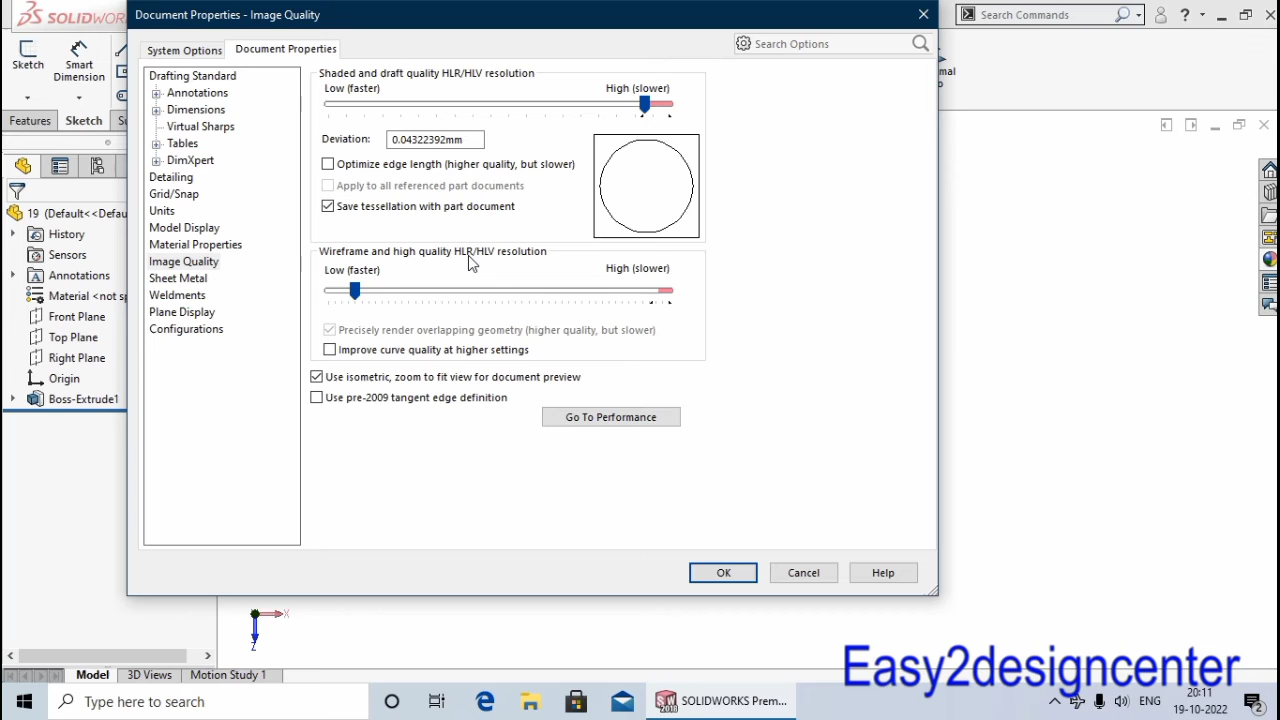 SOLIDWOR
Document Properties - Image Quality
Search Commands
?
Sketch
Smart
Dimension
mal
Features
Sketch
Su
System Options
Document Properties
Search Options
Drafting Standard
Annotations
Dimensions
Virtual Sharps
Tables
DimXpert
Detailing
Grid/Snap
Units
Model Display
Material Properties
Image Quality
Sheet Metal
Weldments
Plane Display
Configurations
Shaded and draft quality HLR/HLV resolution
Low (faster)
High (slower)
Deviation:
0.04322392mm
Optimize edge length (higher quality, but slower)
Apply to all referenced part documents
Save tessellation with part document
Wireframe and high quality HLR/HLV resolution
Low (faster)
High (slower)
Precisely render overlapping geometry (higher quality, but slower)
Improve curve quality at higher settings
Use isometric, zoom to fit view for document preview
Use pre-2009 tangent edge definition
Go To Performance
OK
Cancel
Help
19 (Default<<Defau
History
Sensors
Annotations
Material <not sp
Front Plane
Top Plane
Right Plane
Origin
Boss-Extrude1
X
Z
Model
3D Views
Motion Study 1
Easy2designcenter
Type here to search
SW
2018
SOLIDWORKS Prem...
ENG
20:11
19-10-2022
2